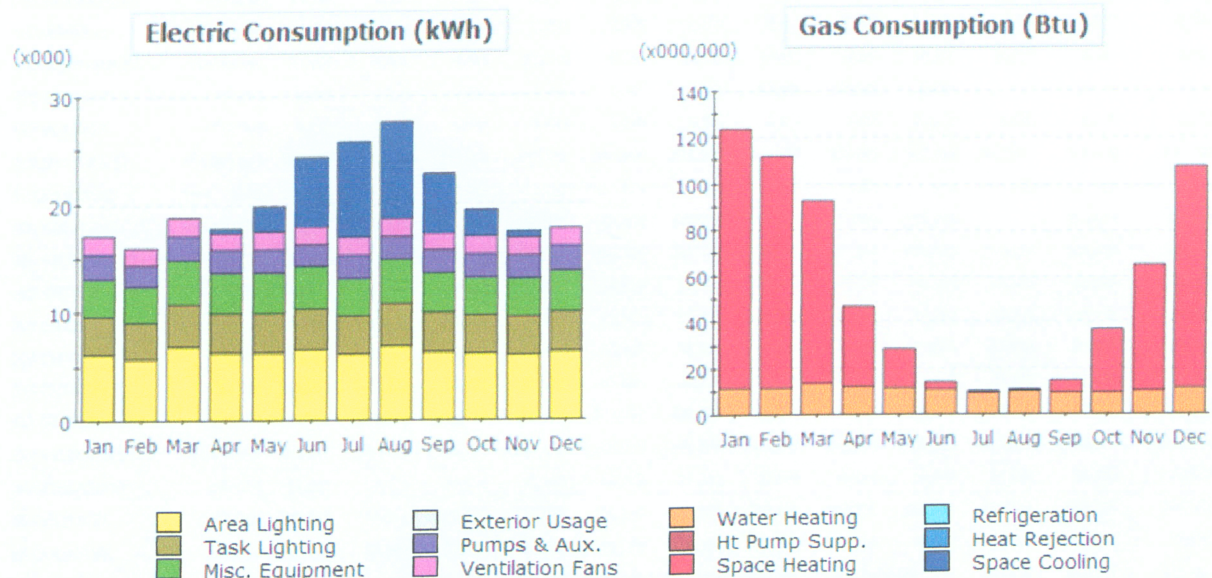 Electric Consumption (kWh)
(x000)
30
20
10
0
Jan Feb Mar Apr May Jun Jul Aug Sep Oct Nov Dec
Gas Consumption (Btu)
(x000,000)
140
120
100
80
60
40
20
0
Jan Feb Mar Apr May Jun Jul Aug Sep Oct Nov Dec
Area Lighting
Task Lighting
Misc. Equipment
Exterior Usage
Pumps & Aux.
Ventilation Fans
Water Heating
Ht Pump Supp.
Space Heating
Refrigeration
Heat Rejection
Space Cooling